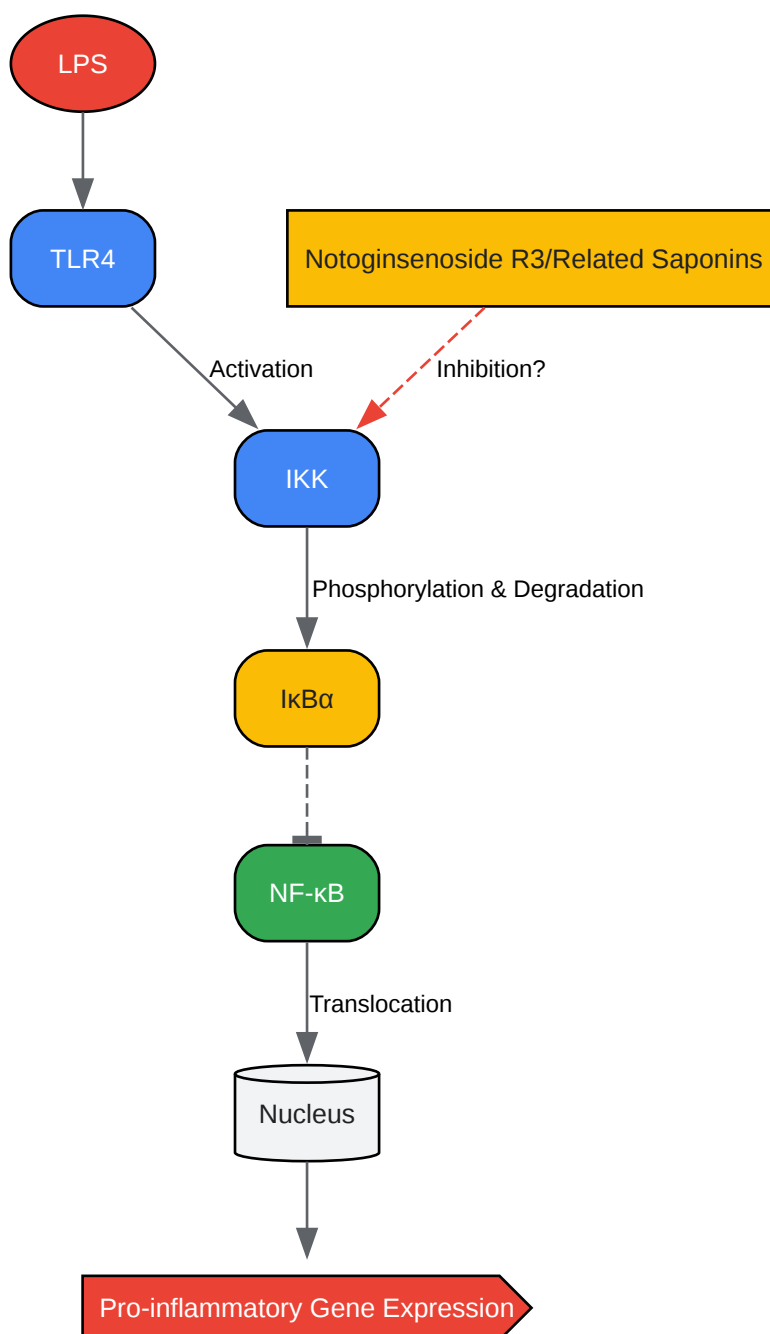 LPS
TLR4
Notoginsenoside R3/Related Saponins
Activation
Inhibition?
IKK
Phosphorylation & Degradation
IκBα
NF-κB
Translocation
Nucleus
Pro-inflammatory Gene Expression